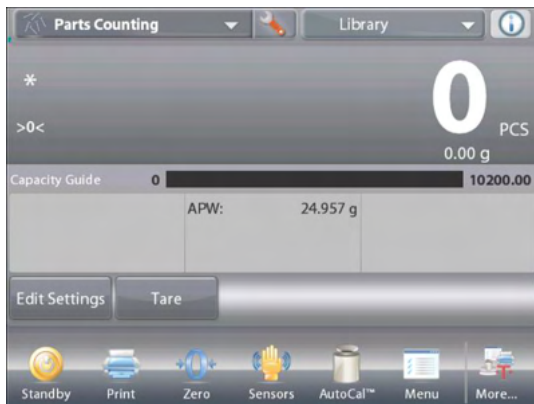 Parts Counting Library
*
>0<
0 PCS
0.00 g
Capacity Guide 0 10200.00
APW: 24.957 g
Edit Settings Tare
Standby Print Zero Sensors AutoCal™ Menu More...